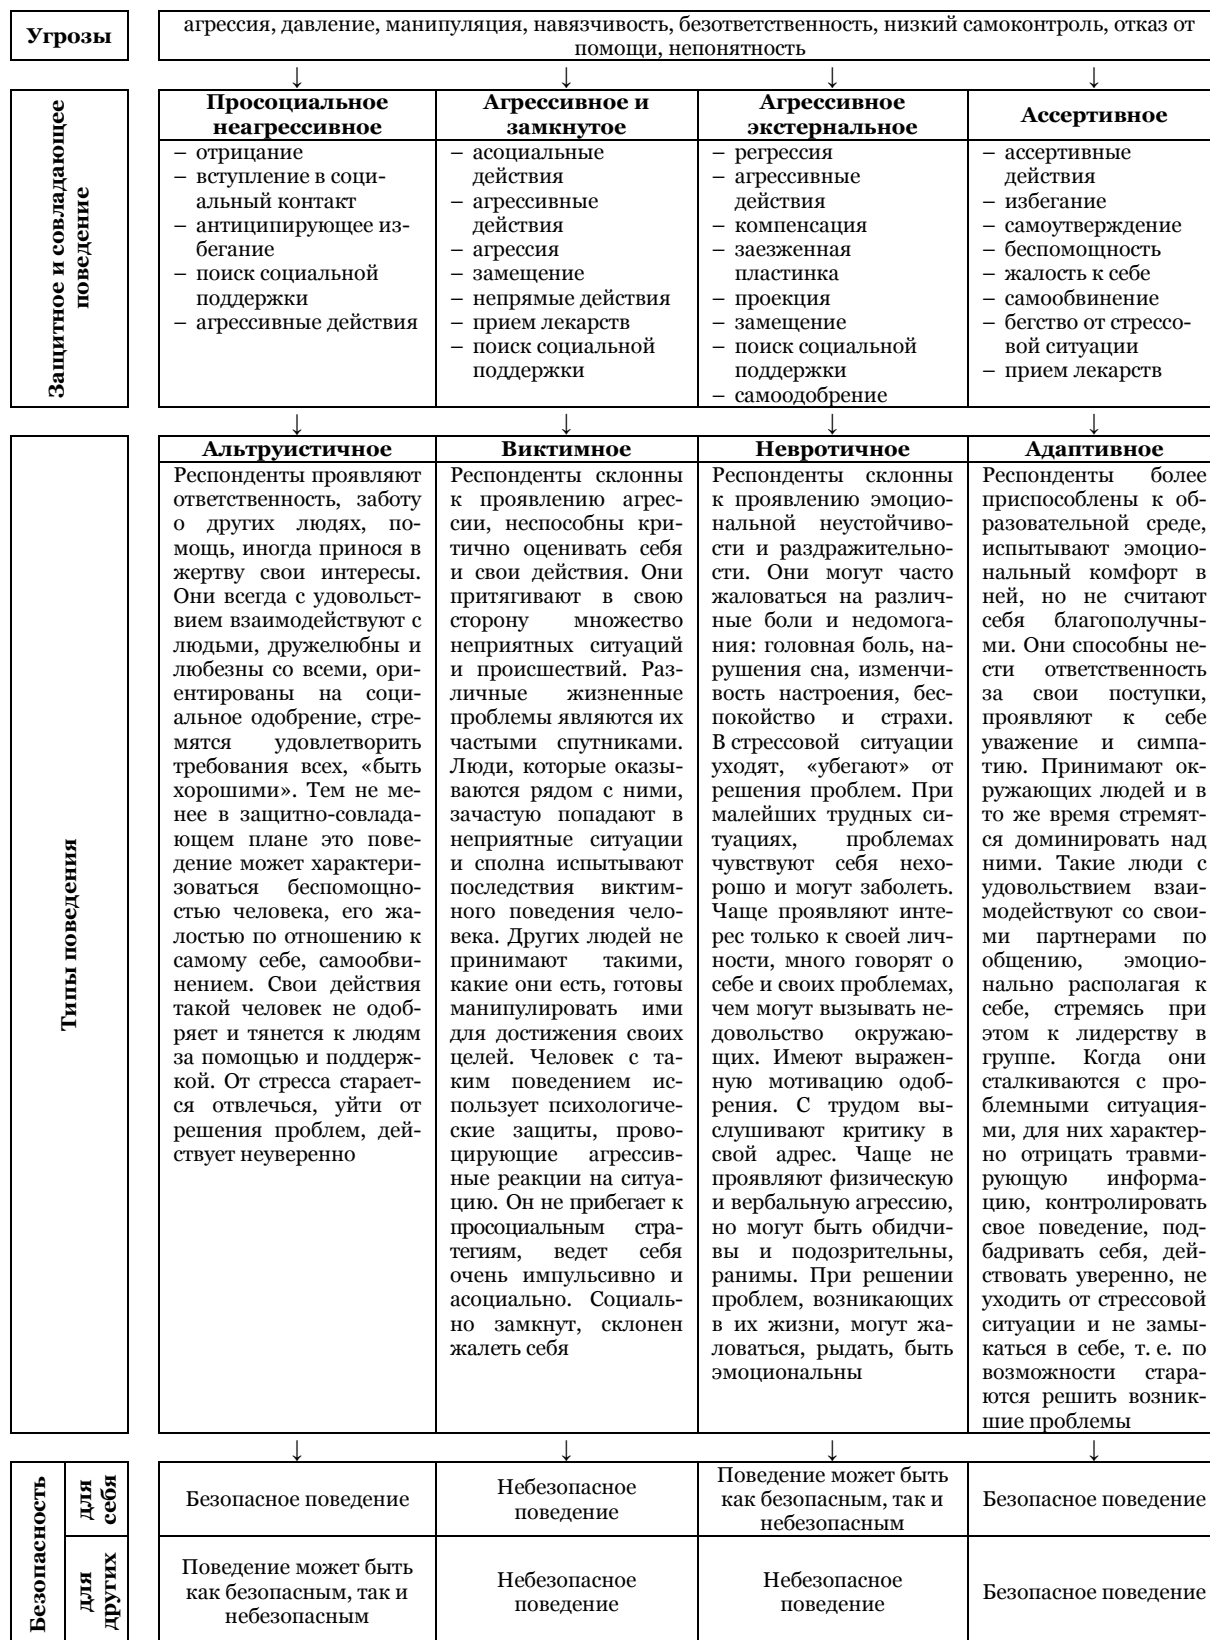 Угрозы
агрессия, давление, манипуляция, навязчивость, безответственность, низкий самоконтроль, отказ от
помощи, непонятность
↓ ↓ ↓ ↓
Защитное и совладающее
поведение
Просоциальное
неагрессивное
– отрицание
– вступление в соци-
альный контакт
– антиципирующее из-
бегание
– поиск социальной
поддержки
– агрессивные действия
Агрессивное и
замкнутое
– асоциальные
действия
– агрессивные
действия
– агрессия
– замещение
– непрямые действия
– прием лекарств
– поиск социальной
поддержки
Агрессивное
экстернальное
– регрессия
– агрессивные
действия
– компенсация
– заезженная
пластинка
– проекция
– замещение
– поиск социальной
поддержки
– самоодобрение
Ассертивное
– ассертивные
действия
– избегание
– самоутверждение
– беспомощность
– жалость к себе
– самообвинение
– бегство от стрессо-
вой ситуации
– прием лекарств
↓ ↓ ↓ ↓
Типы поведения
Альтруистичное
Респонденты проявляют
ответственность, заботу
о других людях, по-
мощь, иногда принося в
жертву свои интересы.
Они всегда с удовольст-
вием взаимодействуют с
людьми, дружелюбны и
любезны со всеми, ори-
ентированы на соци-
альное одобрение, стре-
мятся удовлетворить
требования всех, «быть
хорошими». Тем не ме-
нее в защитно-совлада-
ющем плане это пове-
дение может характери-
зоваться беспомощно-
стью человека, его жа-
лостью по отношению к
самому себе, самообви-
нением. Свои действия
такой человек не одоб-
ряет и тянется к людям
за помощью и поддерж-
кой. От стресса старает-
ся отвлечься, уйти от
решения проблем, дей-
ствует неуверенно
Виктимное
Респонденты склонны
к проявлению агрес-
сии, неспособны кри-
тично оценивать себя
и свои действия. Они
притягивают в свою
сторону множество
неприятных ситуаций
и происшествий. Раз-
личные жизненные
проблемы являются их
частыми спутниками.
Люди, которые оказы-
ваются рядом с ними,
зачастую попадают в
неприятные ситуации
и сполна испытывают
последствия виктим-
ного поведения чело-
века. Других людей не
принимают такими,
какие они есть, готовы
манипулировать ими
для достижения своих
целей. Человек с та-
ким поведением ис-
пользует психологиче-
ские защиты, прово-
цирующие агрессив-
ные реакции на ситуа-
цию. Он не прибегает к
просоциальным стра-
тегиям, ведет себя
очень импульсивно и
асоциально. Социаль-
но замкнут, склонен
жалеть себя
Невротичное
Респонденты склонны
к проявлению эмоцио-
нальной неустойчиво-
сти и раздражительно-
сти. Они могут часто
жаловаться на различ-
ные боли и недомога-
ния: головная боль, на-
рушения сна, изменчи-
вость настроения, бес-
покойство и страхи.
В стрессовой ситуации
уходят, «убегают» от
решения проблем. При
малейших трудных си-
туациях, проблемах
чувствуют себя нехо-
рошо и могут заболеть.
Чаще проявляют инте-
рес только к своей лич-
ности, много говорят о
себе и своих проблемах,
чем могут вызывать не-
довольство окружаю-
щих. Имеют выражен-
ную мотивацию одоб-
рения. С трудом вы-
слушивают критику в
свой адрес. Чаще не
проявляют физическую
и вербальную агрессию,
но могут быть обидчи-
вы и подозрительны,
ранимы. При решении
проблем, возникающих
в их жизни, могут жа-
ловаться, рыдать, быть
эмоциональны
Адаптивное
Респонденты более
приспособлены к об-
разовательной среде,
испытывают эмоцио-
нальный комфорт в
ней, но не считают
себя благополучны-
ми. Они способны не-
сти ответственность
за свои поступки,
проявляют к себе
уважение и симпа-
тию. Принимают ок-
ружающих людей и в
то же время стремят-
ся доминировать над
ними. Такие люди с
удовольствием взаи-
модействуют со свои-
ми партнерами по
общению, эмоцио-
нально располагая к
себе, стремясь при
этом к лидерству в
группе. Когда они
сталкиваются с про-
блемными ситуация-
ми, для них характер-
но отрицать травми-
рующую информа-
цию, контролировать
свое поведение, под-
бадривать себя, дей-
ствовать уверенно, не
уходить от стрессовой
ситуации и не замы-
каться в себе, т. е. по
возможности стара-
ются решить возник-
шие проблемы
↓ ↓ ↓ ↓
Безопасность
для
себя
Безопасное поведение
Небезопасное
поведение
Поведение может быть
как безопасным, так и
небезопасным
Безопасное поведение
для
других
Поведение может быть
как безопасным, так и
небезопасным
Небезопасное
поведение
Небезопасное
поведение
Безопасное поведение